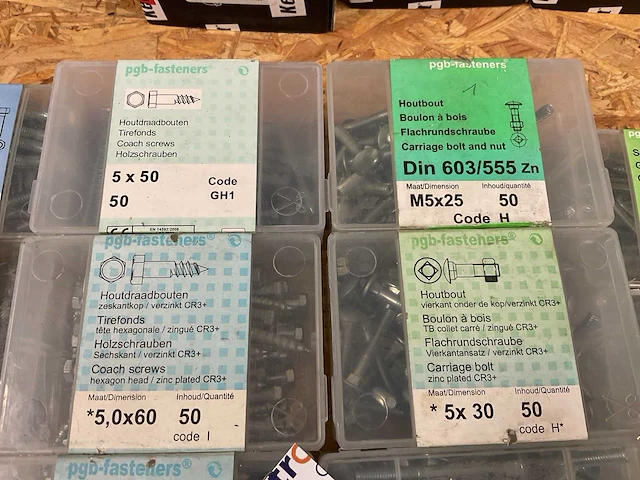 pgb-fasteners®
Houtdraadbouten
Tirefonds
Coach screws
Holzschrauben
5 x 50
Code
50
GH1
EN 14592:2008
pgb-fasteners®
1
Houtbout
Boulon à bois
Flachrundschraube
Carriage bolt and nut
Din 603/555 Zn
Maat/Dimension Inhoud/quantité
M5x25 50
Code H
pgb-fasteners®
Houtdraadbouten
zeskantkop / verzinkt CR3+
Tirefonds
tête hexagonale / zingué CR3+
Holzschrauben
Sechskant / verzinkt CR3+
Coach screws
hexagon head / zinc plated CR3+
Maat/Dimension Inhoud/Quantité
*5,0x60 50
code I
pgb-fasteners®
Houtbout
vierkant onder de kop/verzinkt CR3+
Boulon à bois
TB collet carré / zingué CR3+
Flachrundschraube
Vierkantansatz / verzinkt CR3+
Carriage bolt
zinc plated CR3+
Maat/Dimension Inhoud/Quantité
* 5x 30 50
code H*
pgb-fasteners®